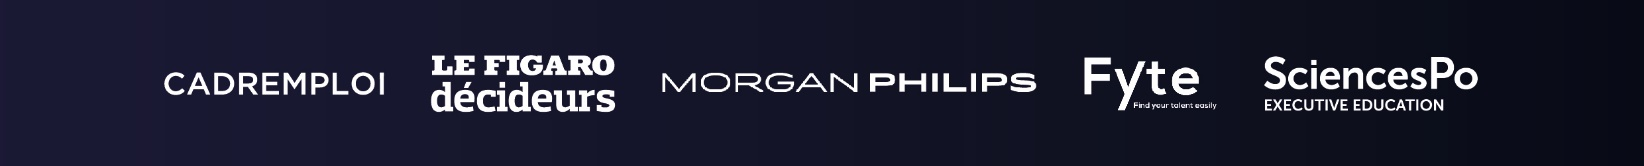 CADREMPLOI
LE FIGARO
décideurs
MORGAN PHILIPS
Fyte
Find your talent easily
SciencesPo
EXECUTIVE EDUCATION